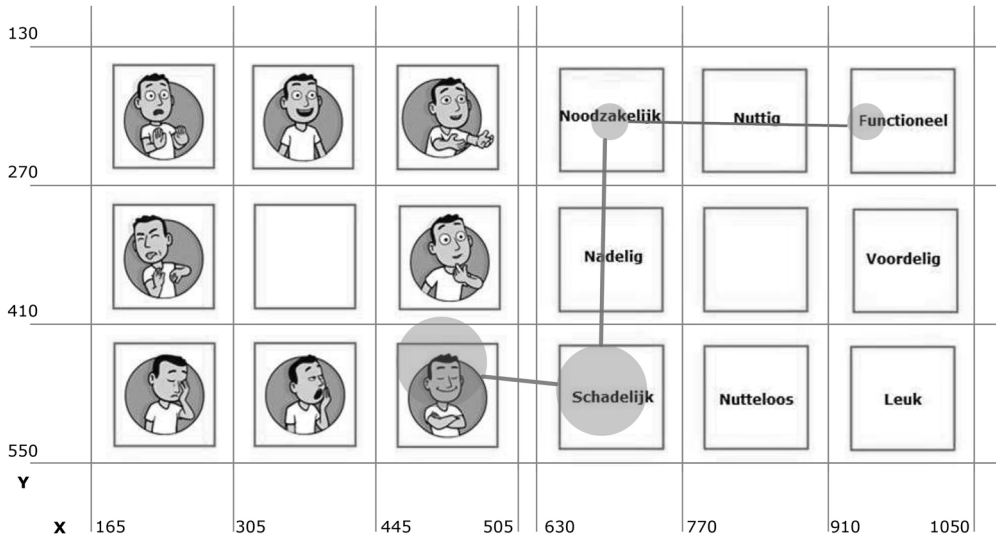 130
Noodzakelijk Nuttig Functioneel
270
Nadelig Voordelig
410
Schadelijk Nutteloos Leuk
550
Y
X 165 305 445 505 630 770 910 1050